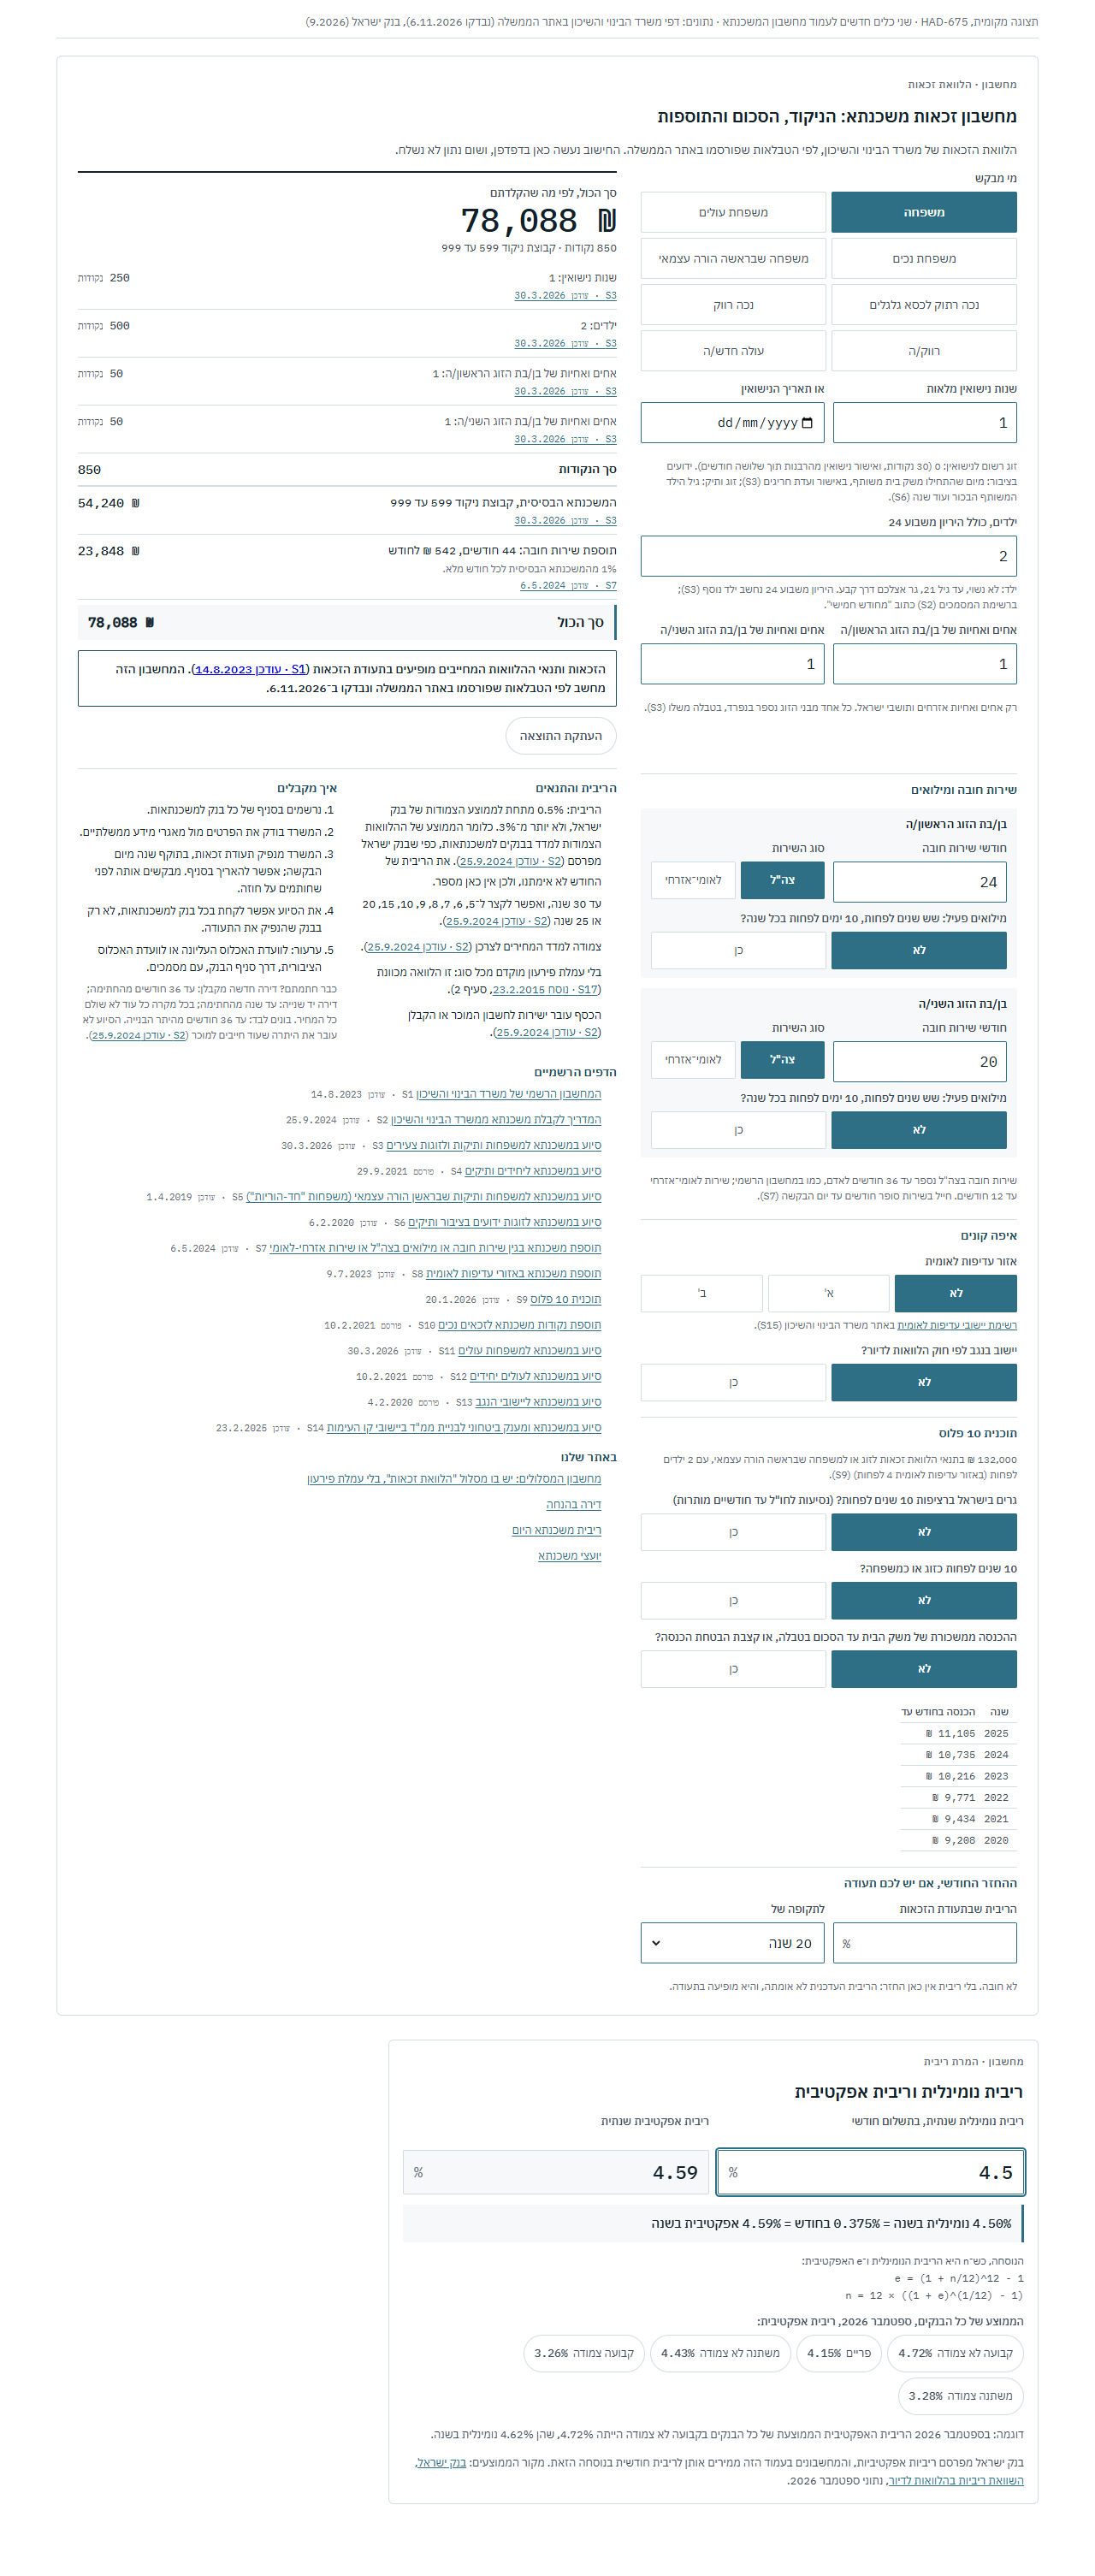 תצוגה מקומית, HAD-675 · שני כלים חדשים לעמוד מחשבון המשכנתא · נתונים: דפי משרד הבינוי והשיכון באתר הממשלה (נבדקו 6.11.2026), בנק ישראל (9.2026)
מחשבון · הלוואת זכאות
מחשבון זכאות משכנתא: הניקוד, הסכום והתוספות
הלוואת הזכאות של משרד הבינוי והשיכון, לפי הטבלאות שפורסמו באתר הממשלה. החישוב נעשה כאן בדפדפן, ושום נתון לא נשלח.
מי מבקש
משפחה
משפחת עולים
משפחת נכים
משפחה שבראשה הורה עצמאי
נכה רתוק לכסא גלגלים
נכה רווק
רווק/ה
עולה חדש/ה
שנות נישואין מלאות
או תאריך הנישואין
1
dd/mm/yyyy
זוג רשום לנישואין: 0 (30 נקודות, ואישור נישואין מהרבנות תוך שלושה חודשים). ידועים
בציבור: מיום שהתחילו משק בית משותף, באישור ועדת חריגים (S3); זוג ותיק: גיל הילד
המשותף הבכור ועוד שנה (S6).
ילדים, כולל היריון משבוע 24
2
ילד: לא נשוי, עד גיל 21, גר אצלכם דרך קבע. היריון משבוע 24 נחשב ילד נוסף (S3);
ברשימת המסמכים (S2) כתוב "מחודש חמישי".
אחים ואחיות של בן/בת הזוג הראשון/ה
אחים ואחיות של בן/בת הזוג השני/ה
1
1
רק אחים ואחיות אזרחים ותושבי ישראל. כל אחד מבני הזוג נספר בנפרד, בטבלה משלו (S3).
שירות חובה ומילואים
בן/בת הזוג הראשון/ה
חודשי שירות חובה
סוג השירות
24
צה"ל
לאומי־אזרחי
מילואים פעיל: שש שנים לפחות, 10 ימים לפחות בכל שנה?
לא
כן
בן/בת הזוג השני/ה
חודשי שירות חובה
סוג השירות
20
צה"ל
לאומי־אזרחי
מילואים פעיל: שש שנים לפחות, 10 ימים לפחות בכל שנה?
לא
כן
שירות חובה בצה"ל נספר עד 36 חודשים לאדם, כמו במחשבון הרשמי; שירות לאומי־אזרחי
עד 12 חודשים. חייל בשירות סופר חודשים עד יום הבקשה (S7).
איפה קונים
אזור עדיפות לאומית
לא
א'
ב'
רשימת יישובי עדיפות לאומית באתר משרד הבינוי והשיכון (S15).
יישוב בנגב לפי חוק הלוואות לדיור?
לא
כן
תוכנית 10 פלוס
132,000 ₪ בתנאי הלוואת זכאות לזוג או למשפחה שבראשה הורה עצמאי, עם 2 ילדים
לפחות (באזור עדיפות לאומית 4 לפחות) (S9).
גרים בישראל ברציפות 10 שנים לפחות? (נסיעות לחו"ל עד חודשיים מותרות)
לא
כן
10 שנים לפחות כזוג או כמשפחה?
לא
כן
ההכנסה ממשכורת של משק הבית עד הסכום בטבלה, או קצבת הבטחת הכנסה?
לא
כן
שנה הכנסה בחודש עד
2025 11,105 ₪
2024 10,735 ₪
2023 10,216 ₪
2022 9,771 ₪
2021 9,434 ₪
2020 9,208 ₪
ההחזר החודשי, אם יש לכם תעודה
הריבית שבתעודת הזכאות
לתקופה של
%
20 שנה
לא חובה. בלי ריבית אין כאן החזר: הריבית העדכנית לא אומתה, והיא מופיעה בתעודה.
סך הכול, לפי מה שהקלדתם
78,088 ₪
850 נקודות · קבוצת ניקוד 599 עד 999
שנות נישואין: 1
250 נקודות
S3 · עודכן 30.3.2026
ילדים: 2
500 נקודות
S3 · עודכן 30.3.2026
אחים ואחיות של בן/בת הזוג הראשון/ה: 1
50 נקודות
S3 · עודכן 30.3.2026
אחים ואחיות של בן/בת הזוג השני/ה: 1
50 נקודות
S3 · עודכן 30.3.2026
סך הנקודות
850
המשכנתא הבסיסית, קבוצת ניקוד 599 עד 999
54,240 ₪
S3 · עודכן 30.3.2026
תוספת שירות חובה: 44 חודשים, 542 ₪ לחודש
23,848 ₪
1% מהמשכנתא הבסיסית לכל חודש מלא.
S7 · עודכן 6.5.2024
סך הכול
78,088 ₪
הזכאות ותנאי ההלוואות המחייבים מופיעים בתעודת הזכאות (S1 · עודכן 14.8.2023). המחשבון הזה
מחשב לפי הטבלאות שפורסמו באתר הממשלה ונבדקו ב־6.11.2026.
העתקת התוצאה
הריבית והתנאים
הריבית: 0.5% מתחת לממוצע הצמודות של בנק
ישראל, ולא יותר מ־3%. כלומר הממוצע של ההלוואות
הצמודות למדד בבנקים למשכנתאות, כפי שבנק ישראל
מפרסם (S2 · עודכן 25.9.2024). את הריבית של
החודש לא אימתנו, ולכן אין כאן מספר.
עד 30 שנה, ואפשר לקצר ל־5, 6, 7, 8, 9, 10, 15, 20
או 25 שנה (S2 · עודכן 25.9.2024).
צמודה למדד המחירים לצרכן (S2 · עודכן 25.9.2024).
בלי עמלת פירעון מוקדם מכל סוג: זו הלוואה מכוונת
(S17 · נוסח 23.2.2015, סעיף 2).
הכסף עובר ישירות לחשבון המוכר או הקבלן
(S2 · עודכן 25.9.2024).
איך מקבלים
1. נרשמים בסניף של כל בנק למשכנתאות.
2. המשרד בודק את הפרטים מול מאגרי מידע ממשלתיים.
3. המשרד מנפיק תעודת זכאות, בתוקף שנה מיום
הבקשה; אפשר להאריך בסניף. מבקשים אותה לפני
שחותמים על חוזה.
4. את הסיוע אפשר לקחת בכל בנק למשכנתאות, לא רק
בבנק שהנפיק את התעודה.
5. ערעור: לוועדת האכלוס העליונה או לוועדת האכלוס
הציבורית, דרך סניף הבנק, עם מסמכים.
כבר חתמתם? דירה חדשה מקבלן: עד 36 חודשים מהחתימה;
דירה יד שנייה: עד שנה מהחתימה; בכל מקרה כל עוד לא שולם
כל המחיר. בונים לבד: עד 36 חודשים מהיתר הבנייה. הסיוע לא
עובר את היתרה שעוד חייבים למוכר (S2 · עודכן 25.9.2024).
הדפים הרשמיים
המחשבון הרשמי של משרד הבינוי והשיכון S1 · עודכן 14.8.2023
המדריך לקבלת משכנתא ממשרד הבינוי והשיכון S2 · עודכן 25.9.2024
סיוע במשכנתא למשפחות ותיקות ולזוגות צעירים S3 · עודכן 30.3.2026
סיוע במשכנתא ליחידים ותיקים S4 · פורסם 29.9.2021
סיוע במשכנתא למשפחות ותיקות שבראשן הורה עצמאי (משפחות "חד-הוריות") S5 · עודכן 1.4.2019
סיוע במשכנתא לזוגות ידועים בציבור ותיקים S6 · עודכן 6.2.2020
תוספת משכנתא בגין שירות חובה או מילואים בצה"ל או שירות אזרחי-לאומי S7 · עודכן 6.5.2024
תוספת משכנתא באזורי עדיפות לאומית S8 · עודכן 9.7.2023
תוכנית 10 פלוס S9 · עודכן 20.1.2026
תוספת נקודות משכנתא לזכאים נכים S10 · פורסם 10.2.2021
סיוע במשכנתא למשפחות עולים S11 · עודכן 30.3.2026
סיוע במשכנתא לעולים יחידים S12 · פורסם 10.2.2021
סיוע במשכנתא ליישובי הנגב S13 · פורסם 4.2.2020
סיוע במשכנתא ומענק ביטחוני לבניית ממ"ד ביישובי קו העימות S14 · עודכן 23.2.2025
באתר שלנו
מחשבון המסלולים: יש בו מסלול "הלוואת זכאות", בלי עמלת פירעון
דירה בהנחה
ריבית משכנתא היום
יועצי משכנתא
מחשבון · המרת ריבית
ריבית נומינלית וריבית אפקטיבית
ריבית נומינלית שנתית, בתשלום חודשי
ריבית אפקטיבית שנתית
4.5 %
4.59 %
4.50% נומינלית בשנה = 0.375% בחודש = 4.59% אפקטיבית בשנה
הנוסחה, כש־n היא הריבית הנומינלית ו־e האפקטיבית:
e = (1 + n/12)^12 - 1
n = 12 × ((1 + e)^(1/12) - 1)
הממוצע של כל הבנקים, ספטמבר 2026, ריבית אפקטיבית:
קבועה לא צמודה 4.72%
פריים 4.15%
משתנה לא צמודה 4.43%
קבועה צמודה 3.26%
משתנה צמודה 3.28%
דוגמה: בספטמבר 2026 הריבית האפקטיבית הממוצעת של כל הבנקים בקבועה לא צמודה הייתה 4.72%, שהן 4.62% נומינלית בשנה.
בנק ישראל מפרסם ריביות אפקטיביות, והמחשבונים בעמוד הזה ממירים אותן לריבית חודשית בנוסחה הזאת. מקור הממוצעים: בנק ישראל,
השוואת ריביות בהלוואות לדיור, נתוני ספטמבר 2026.